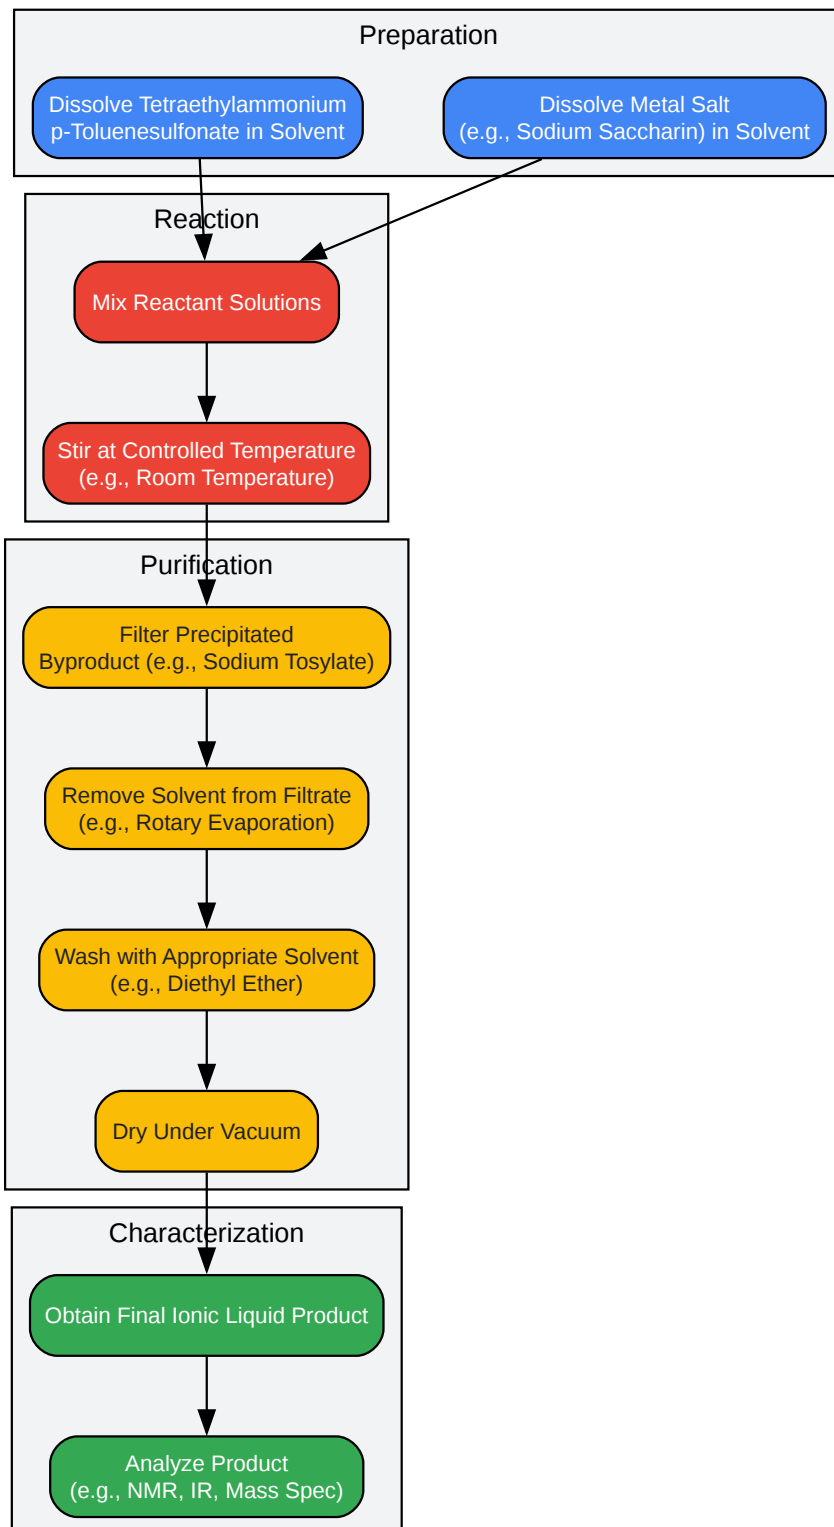 Preparation
Dissolve Tetraethylammonium
p-Toluenesulfonate in Solvent
Dissolve Metal Salt
(e.g., Sodium Saccharin) in Solvent
Reaction
Mix Reactant Solutions
Stir at Controlled Temperature
(e.g., Room Temperature)
Purification
Filter Precipitated
Byproduct (e.g., Sodium Tosylate)
Remove Solvent from Filtrate
(e.g., Rotary Evaporation)
Wash with Appropriate Solvent
(e.g., Diethyl Ether)
Dry Under Vacuum
Characterization
Obtain Final Ionic Liquid Product
Analyze Product
(e.g., NMR, IR, Mass Spec)